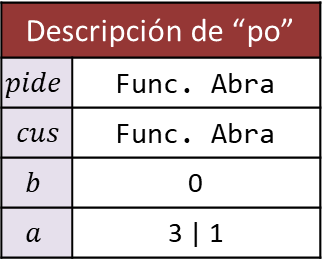 Descripción de “po”
pide Func. Abra
cus Func. Abra
b 0
a 3 | 1